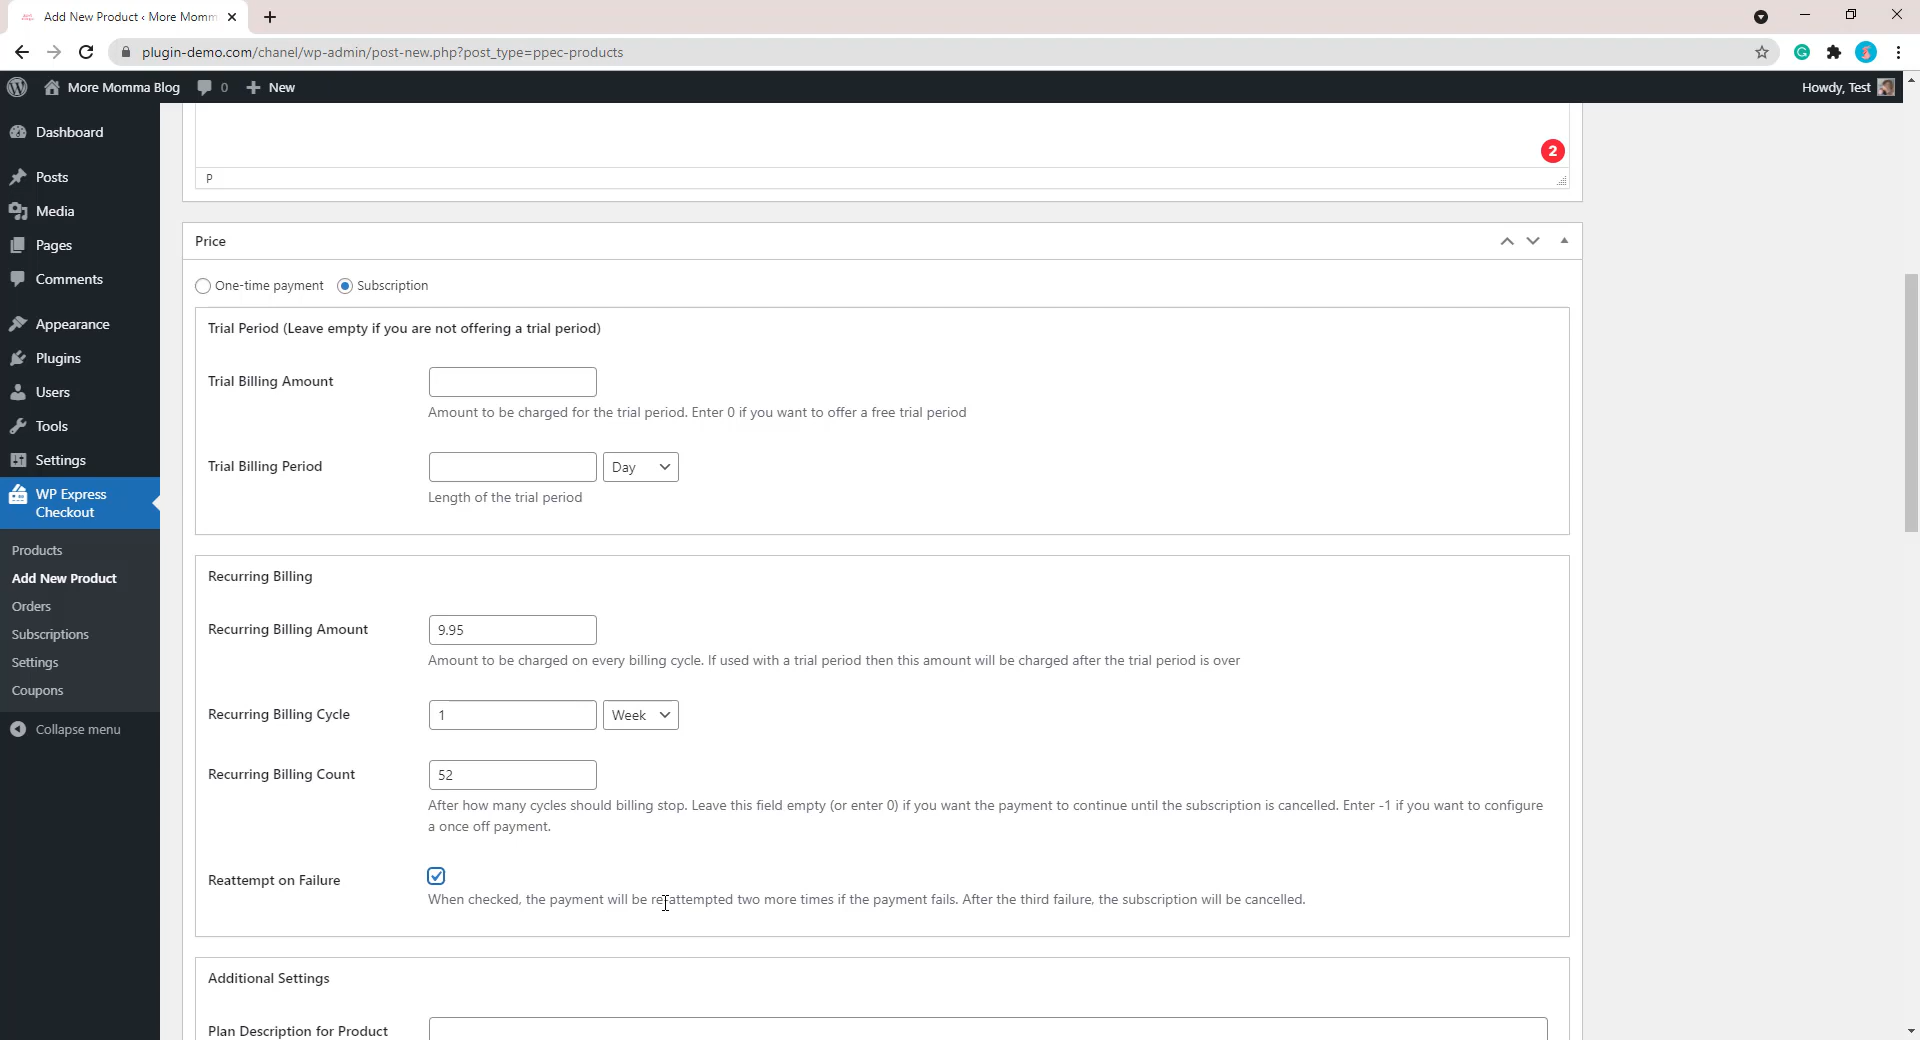 Add New Product ‹ More Momm
plugin-demo.com/chanel/wp-admin/post-new.php?post_type=ppec-products
More Momma Blog 0 New Howdy, Test
Dashboard
Posts
Media
Pages
Comments
Appearance
Plugins
Users
Tools
Settings
WP Express
Checkout
Products
Add New Product
Orders
Subscriptions
Settings
Coupons
Collapse menu
2
P
Price
One-time payment Subscription
Trial Period (Leave empty if you are not offering a trial period)
Trial Billing Amount
Amount to be charged for the trial period. Enter 0 if you want to offer a free trial period
Trial Billing Period Day
Length of the trial period
Recurring Billing
Recurring Billing Amount 9.95
Amount to be charged on every billing cycle. If used with a trial period then this amount will be charged after the trial period is over
Recurring Billing Cycle 1 Week
Recurring Billing Count 52
After how many cycles should billing stop. Leave this field empty (or enter 0) if you want the payment to continue until the subscription is cancelled. Enter -1 if you want to configure
a once off payment.
Reattempt on Failure
When checked, the payment will be re-attempted two more times if the payment fails. After the third failure, the subscription will be cancelled.
Additional Settings
Plan Description for Product